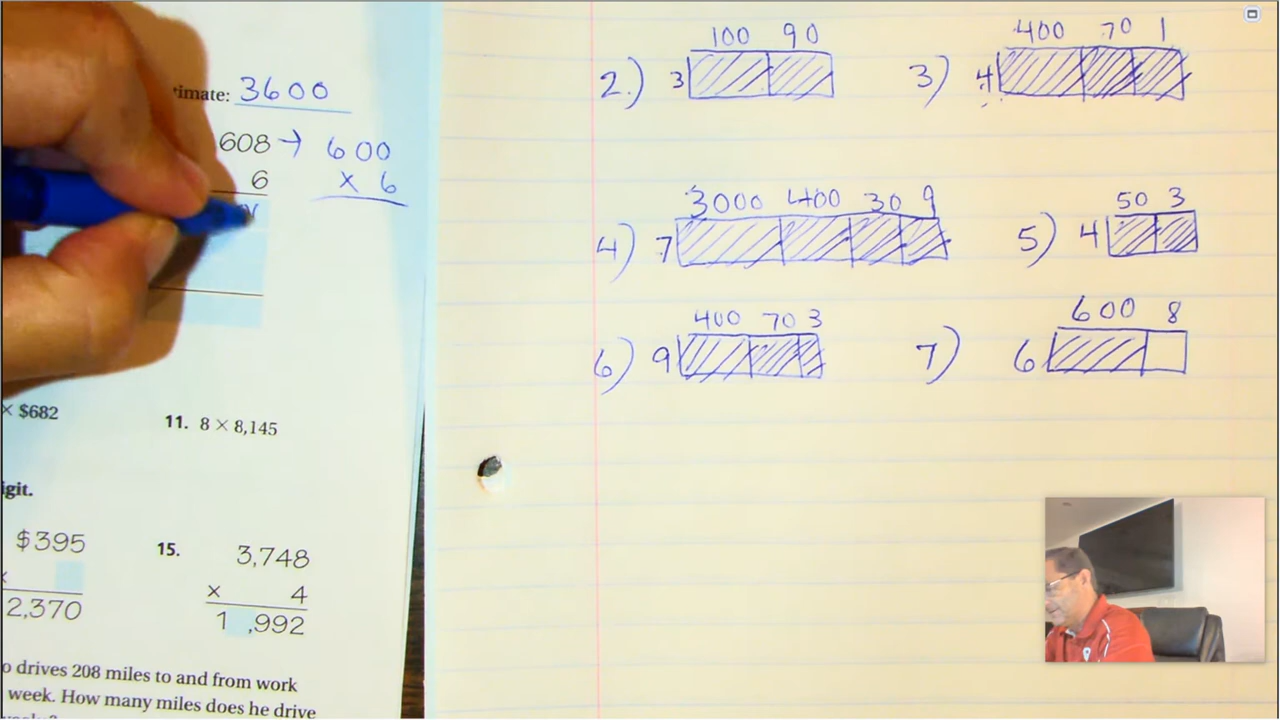 timate: 3600
608 → 600
6
x 6
× $682
11. 8 × 8,145
igit.
$395
×
2,370
15. 3,748
× 4
1 ,992
o drives 208 miles to and from work
week. How many miles does he drive
2.) 3 100 90
3) 4 400 70 1
4) 7 3000 400 30 9
5) 4 50 3
6) 9 400 70 3
7) 6 600 8